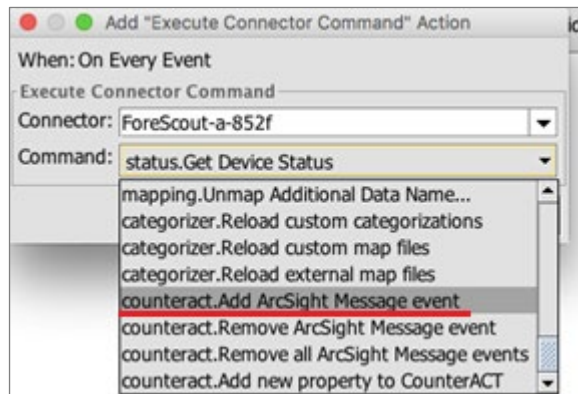 Add "Execute Connector Command" Action
When: On Every Event
Execute Connector Command
Connector: ForeScout-a-852f
Command: status.Get Device Status
mapping.Unmap Additional Data Name...
categorizer.Reload custom categorizations
categorizer.Reload custom map files
categorizer.Reload external map files
counteract.Add ArcSight Message event
counteract.Remove ArcSight Message event
counteract.Remove all ArcSight Message events
counteract.Add new property to CounterACT